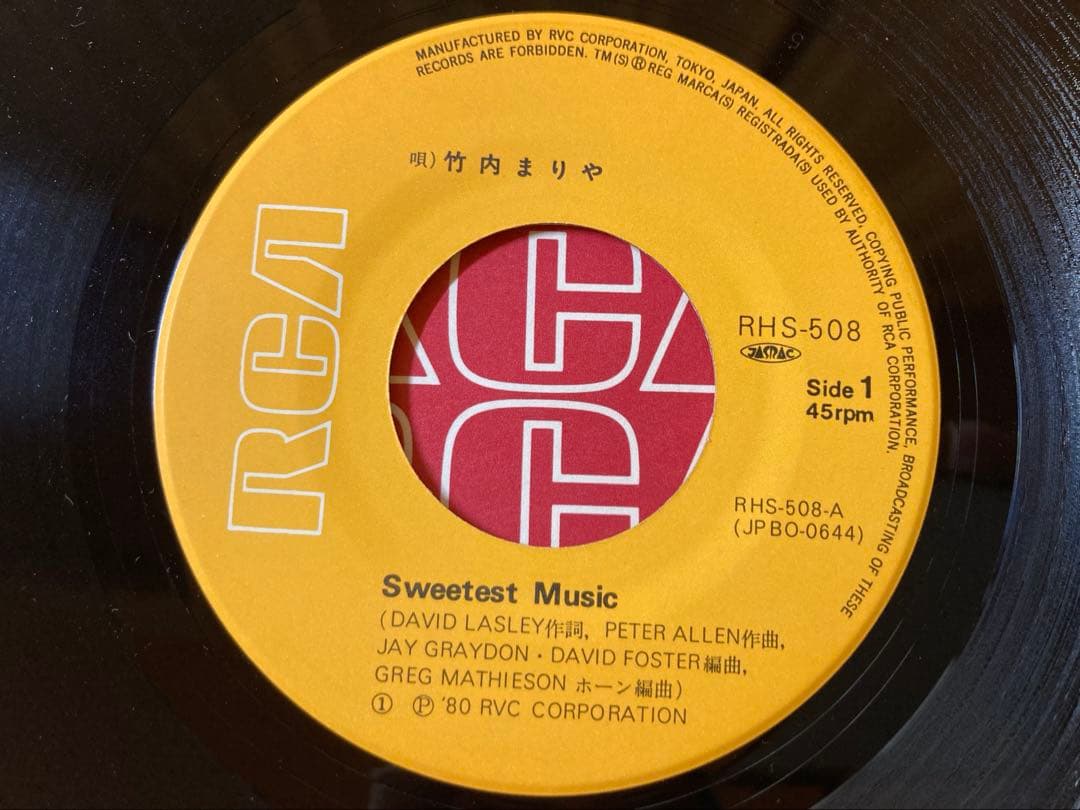 MANUFACTURED BY RVC CORPORATION, TOKYO, JAPAN. ALL RIGHTS RESERVED, COPYING PUBLIC PERFORMANCE, BROADCASTING OF THESE
RECORDS ARE FORBIDDEN. TM(S)®REG MARCA(S) REGISTRADA(S) USED BY AUTHORITY OF RCA CORPORATION.
唄) 竹内まりや
RCA
RHS-508
JASRAC
Side 1
45rpm
RHS-508-A
(JPBO-0644)
Sweetest Music
(DAVID LASLEY作詞, PETER ALLEN作曲,
JAY GRAYDON・DAVID FOSTER編曲,
GREG MATHIESON ホーン編曲)
① Ⓟ '80 RVC CORPORATION